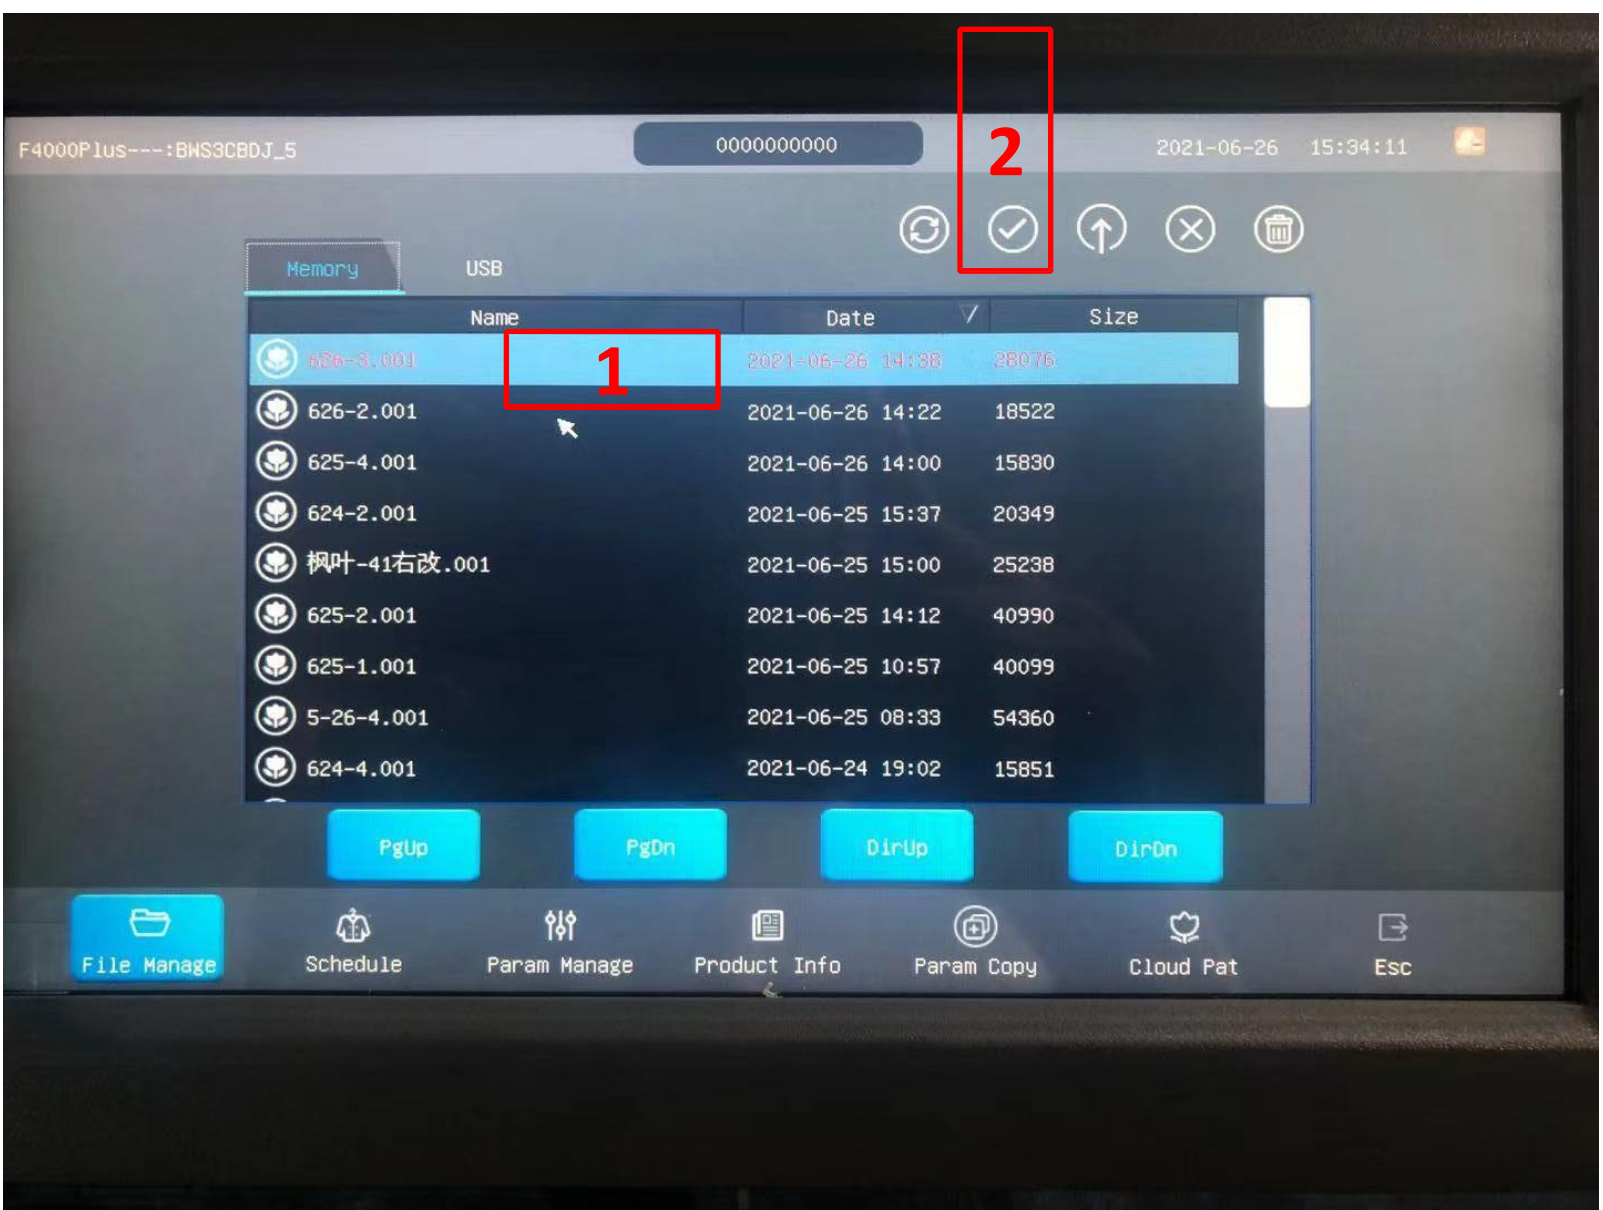 F4000Plus---:BWS3CBDJ_5 0000000000 2 2021-06-26 15:34:11
Memory USB
Name Date Size
626-3.001 1 2021-06-26 14:38 28076
626-2.001 2021-06-26 14:22 18522
625-4.001 2021-06-26 14:00 15830
624-2.001 2021-06-25 15:37 20349
枫叶-41右改.001 2021-06-25 15:00 25238
625-2.001 2021-06-25 14:12 40990
625-1.001 2021-06-25 10:57 40099
5-26-4.001 2021-06-25 08:33 54360
624-4.001 2021-06-24 19:02 15851
PgUp PgDn DirUp DirDn
File Manage Schedule Param Manage Product Info Param Copy Cloud Pat Esc